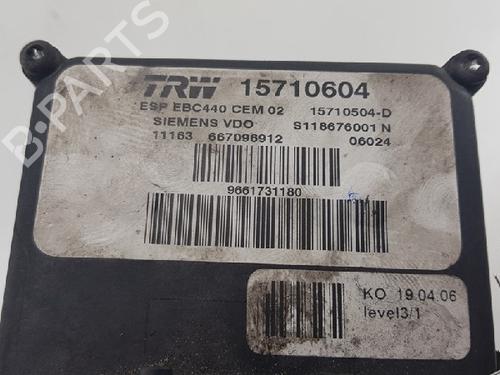 TRW 15710604
ESP EBC440 CEM 02 15710504-D
SIEMENS VDO S118676001 N
11163 667096912 06024
9661731180
KO 19.04.06
level3/1
B-PARTS